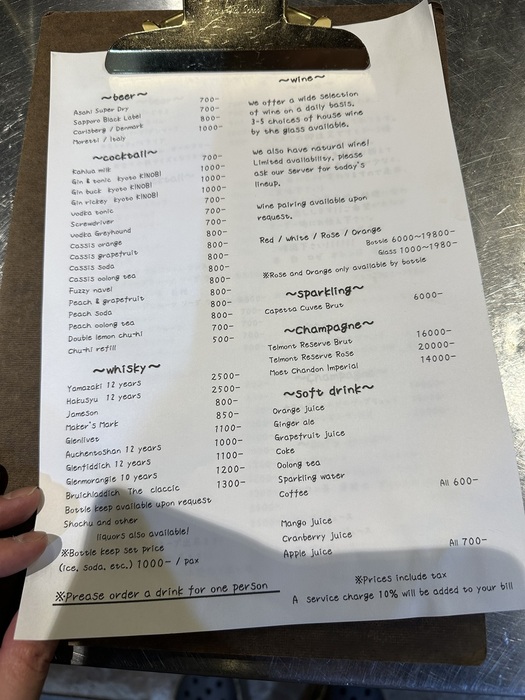 ~beer~
Asahi Super Dry 700-
Sapporo Black Label 700-
Carlsberg / Denmark 800-
Moretti / Italy 1000-
~cocktail~
Kahlua milk 700-
Gin & tonic kyoto KINOBI 1000-
Gin buck kyoto KINOBI 1000-
Gin rickey kyoto KINOBI 1000-
vodka tonic 700-
Screwdriver 700-
vodka Greyhound 700-
Cassis orange 800-
Cassis grapefruit 800-
Cassis soda 800-
Cassis oolong tea 800-
Fuzzy navel 800-
Peach & grapefruit 800-
Peach soda 800-
Peach oolong tea 800-
Double lemon chu-hi 700-
Chu-hi refill 500-
~whisky~
Yamazaki 12 years 2500-
Hakusyu 12 years 2500-
Jameson 800-
Maker's Mark 850-
Glenlivet 1100-
Auchentoshan 12 years 1000-
Glenfiddich 12 years 1100-
Glenmorangie 10 years 1200-
Bruichladdich The classic 1300-
Bottle keep available upon request
Shochu and other
liquors also available!
※Bottle keep set price
(ice, soda, etc.) 1000- / pax
※Prease order a drink for one person
~wine~
we offer a wide selection
of wine on a daily basis.
3-5 choices of house wine
by the glass available.
we also have natural wine!
Limited availability, please
ask our server for today's
lineup.
wine pairing available upon
request.
Red / white / Rose / Orange
Bottle 6000~19800-
Glass 1000~1980-
※Rose and Orange only available by bottle
~sparkling~
Capetta Cuvee Brut 6000-
~Champagne~
Telmont Reserve Brut 16000-
Telmont Reserve Rose 20000-
Moet Chandon Imperial 14000-
~soft drink~
Orange juice
Ginger ale
Grapefruit juice
Coke
Oolong tea
Sparkling water
Coffee All 600-
Mango juice
Cranberry juice
Apple juice All 700-
※Prices include tax
A service charge 10% will be added to your bill